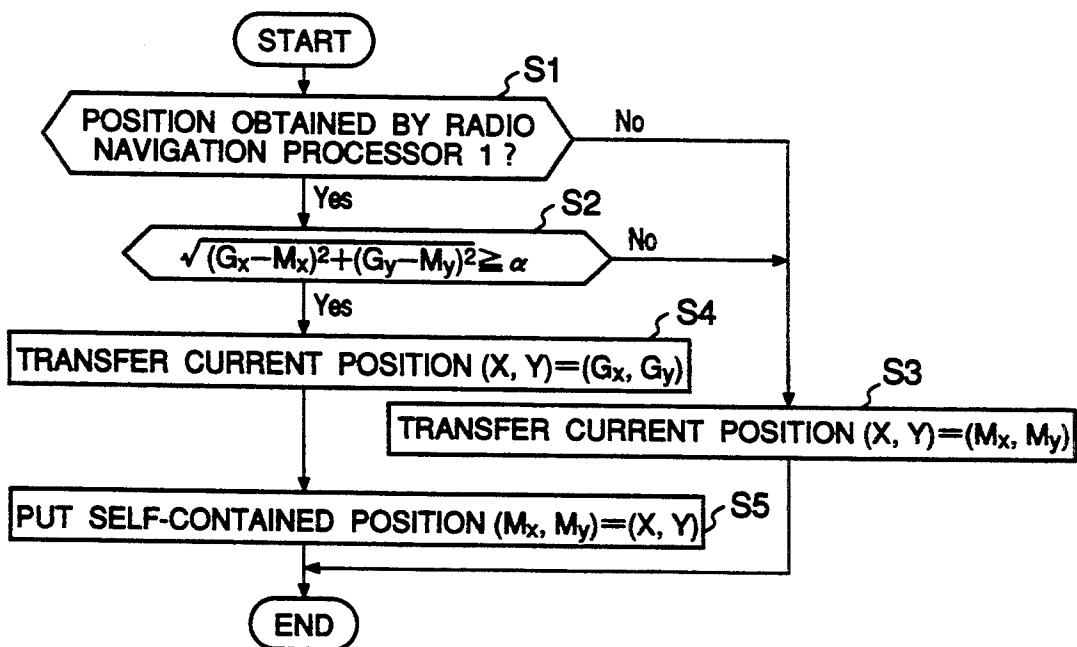 START
S1
POSITION OBTAINED BY RADIO
NAVIGATION PROCESSOR 1 ?
No
Yes
S2
√(Gx−Mx)²+(Gy−My)² ≧ α
No
Yes
S4
TRANSFER CURRENT POSITION (X, Y)=(Gx, Gy)
S3
TRANSFER CURRENT POSITION (X, Y)=(Mx, My)
S5
PUT SELF-CONTAINED POSITION (Mx, My)=(X, Y)
END